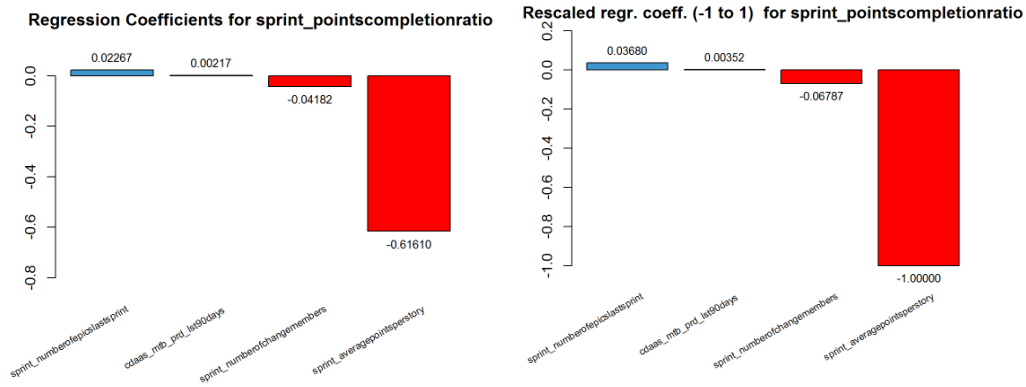 Regression Coefficients for sprint_pointscompletionratio
0.02267
0.00217
-0.04182
-0.61610
0.0
-0.2
-0.4
-0.6
-0.8
sprint_numberofepicslastsprint
cdaas_mtb_prd_lst90days
sprint_numberofchangemembers
sprint_averagepointsperstory
Rescaled regr. coeff. (-1 to 1) for sprint_pointscompletionratio
0.03680
0.00352
-0.06787
-1.00000
0.2
0.0
-0.2
-0.4
-0.6
-0.8
-1.0
sprint_numberofepicslastsprint
cdaas_mtb_prd_lst90days
sprint_numberofchangemembers
sprint_averagepointsperstory